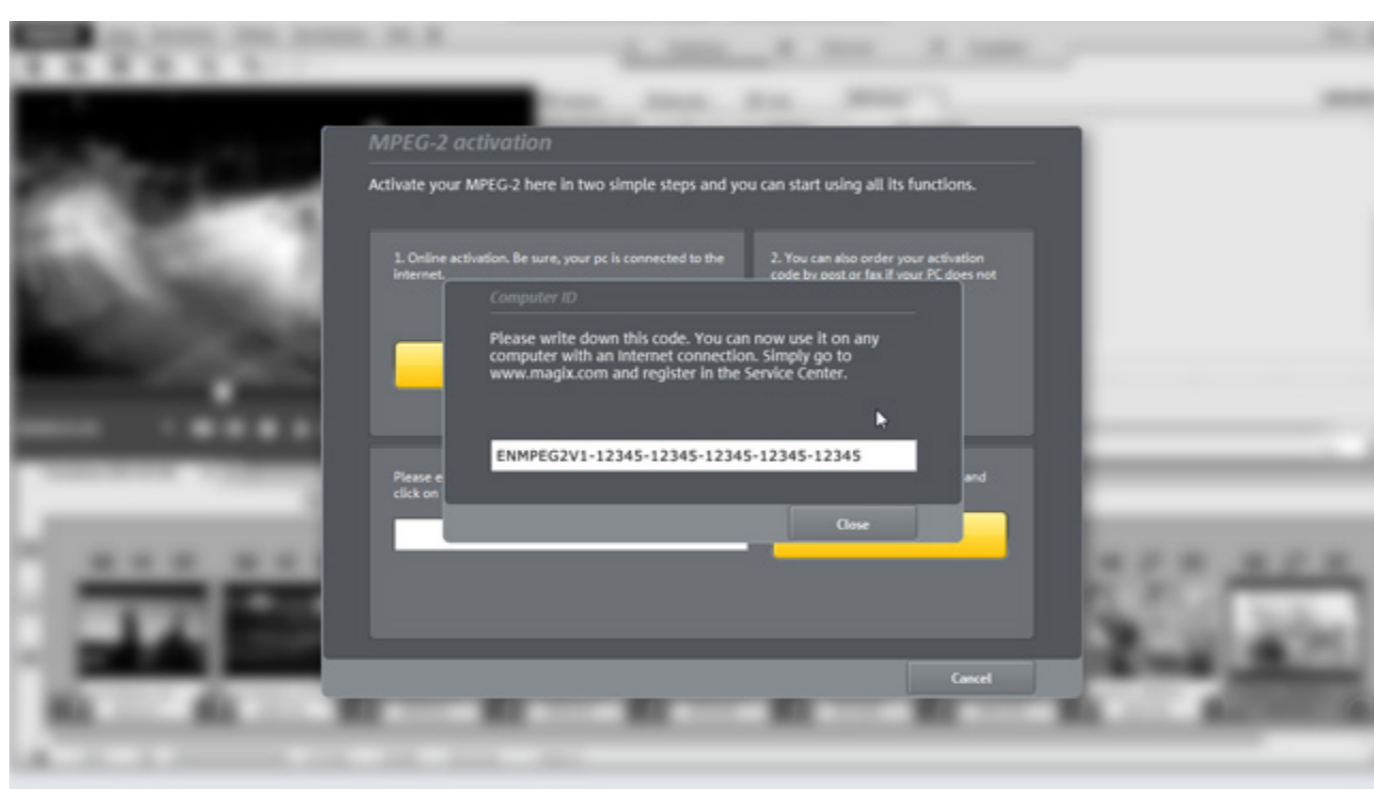 MPEG-2 activation
Activate your MPEG-2 here in two simple steps and you can start using all its functions.
1. Online activation. Be sure, your pc is connected to the
internet.
2. You can also order your activation
code by post or fax if your PC does not
Computer ID
Please write down this code. You can now use it on any
computer with an Internet connection. Simply go to
www.magix.com and register in the Service Center.
ENMPEG2V1-12345-12345-12345-12345-12345
Please
and
click on
Close
Cancel